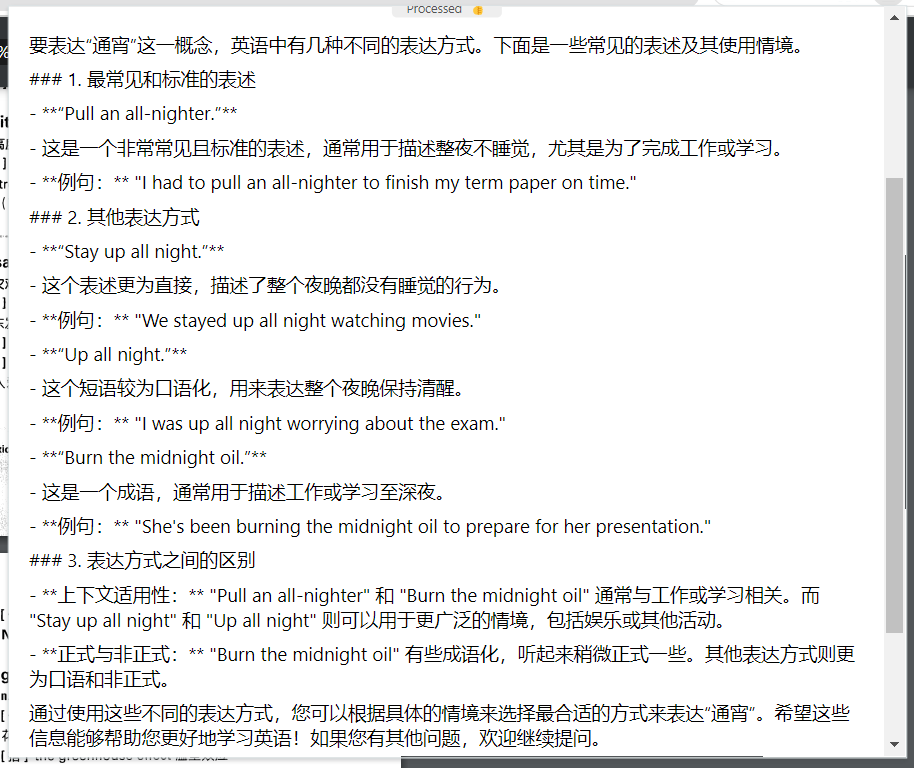 Processed 👍
要表达“通宵”这一概念，英语中有几种不同的表达方式。下面是一些常见的表述及其使用情境。
### 1. 最常见和标准的表述
- **“Pull an all-nighter.”**
- 这是一个非常常见且标准的表述，通常用于描述整夜不睡觉，尤其是为了完成工作或学习。
- **例句：** "I had to pull an all-nighter to finish my term paper on time."
### 2. 其他表达方式
- **“Stay up all night.”**
- 这个表述更为直接，描述了整个夜晚都没有睡觉的行为。
- **例句：** "We stayed up all night watching movies."
- **“Up all night.”**
- 这个短语较为口语化，用来表达整个夜晚保持清醒。
- **例句：** "I was up all night worrying about the exam."
- **“Burn the midnight oil.”**
- 这是一个成语，通常用于描述工作或学习至深夜。
- **例句：** "She's been burning the midnight oil to prepare for her presentation."
### 3. 表达方式之间的区别
- **上下文适用性：** "Pull an all-nighter" 和 "Burn the midnight oil" 通常与工作或学习相关。而
"Stay up all night" 和 "Up all night" 则可以用于更广泛的情境，包括娱乐或其他活动。
- **正式与非正式：** "Burn the midnight oil" 有些成语化，听起来稍微正式一些。其他表达方式则更
为口语和非正式。
通过使用这些不同的表达方式，您可以根据具体的情境来选择最合适的方式来表达“通宵”。希望这些
信息能够帮助您更好地学习英语！如果您有其他问题，欢迎继续提问。